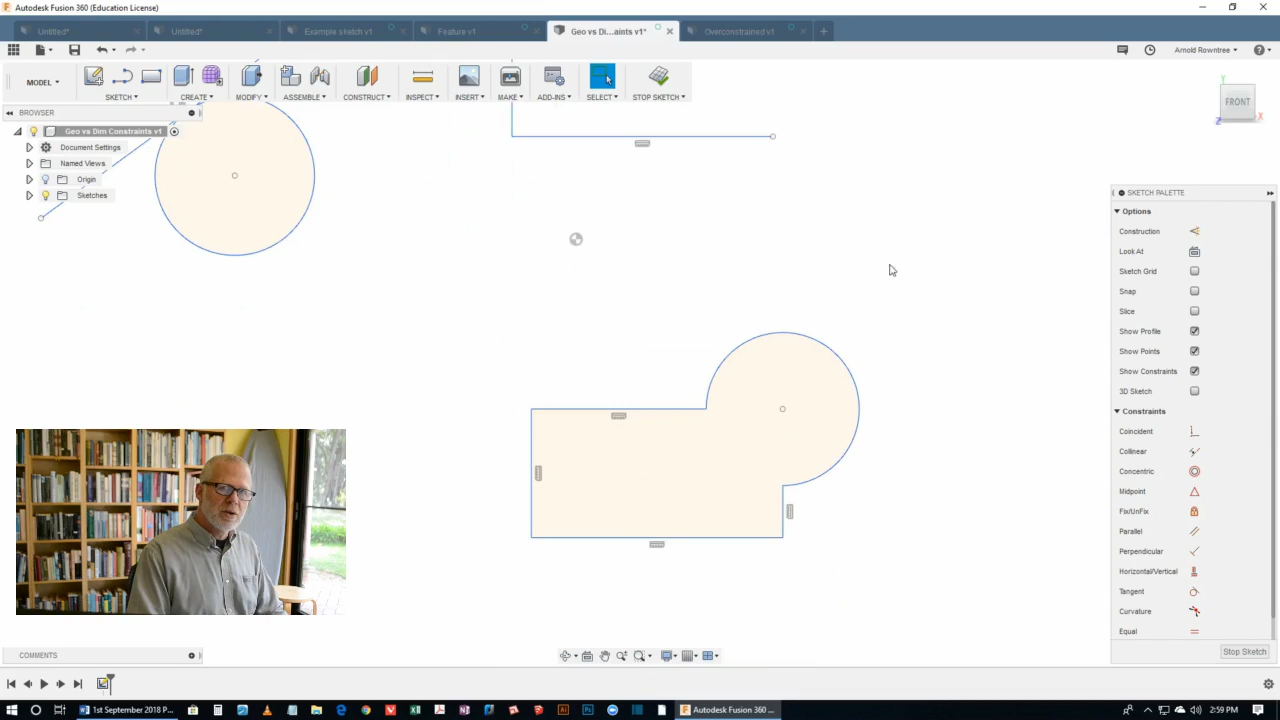 Autodesk Fusion 360 (Education License)
Untitled*
Untitled*
Example sketch v1
Feature v1
Geo vs Di...aints v1*
Overconstrained v1
Arnold Rowntree
MODEL
SKETCH
CREATE
MODIFY
ASSEMBLE
CONSTRUCT
INSPECT
INSERT
MAKE
ADD-INS
SELECT
STOP SKETCH
FRONT
Y
Z
X
BROWSER
Geo vs Dim Constraints v1
Document Settings
Named Views
Origin
Sketches
SKETCH PALETTE
Options
Construction
Look At
Sketch Grid
Snap
Slice
Show Profile
Show Points
Show Constraints
3D Sketch
Constraints
Coincident
Collinear
Concentric
Midpoint
Fix/UnFix
Parallel
Perpendicular
Horizontal/Vertical
Tangent
Curvature
Equal
Stop Sketch
COMMENTS
1st September 2018 P...
Autodesk Fusion 360 ...
2:59 PM